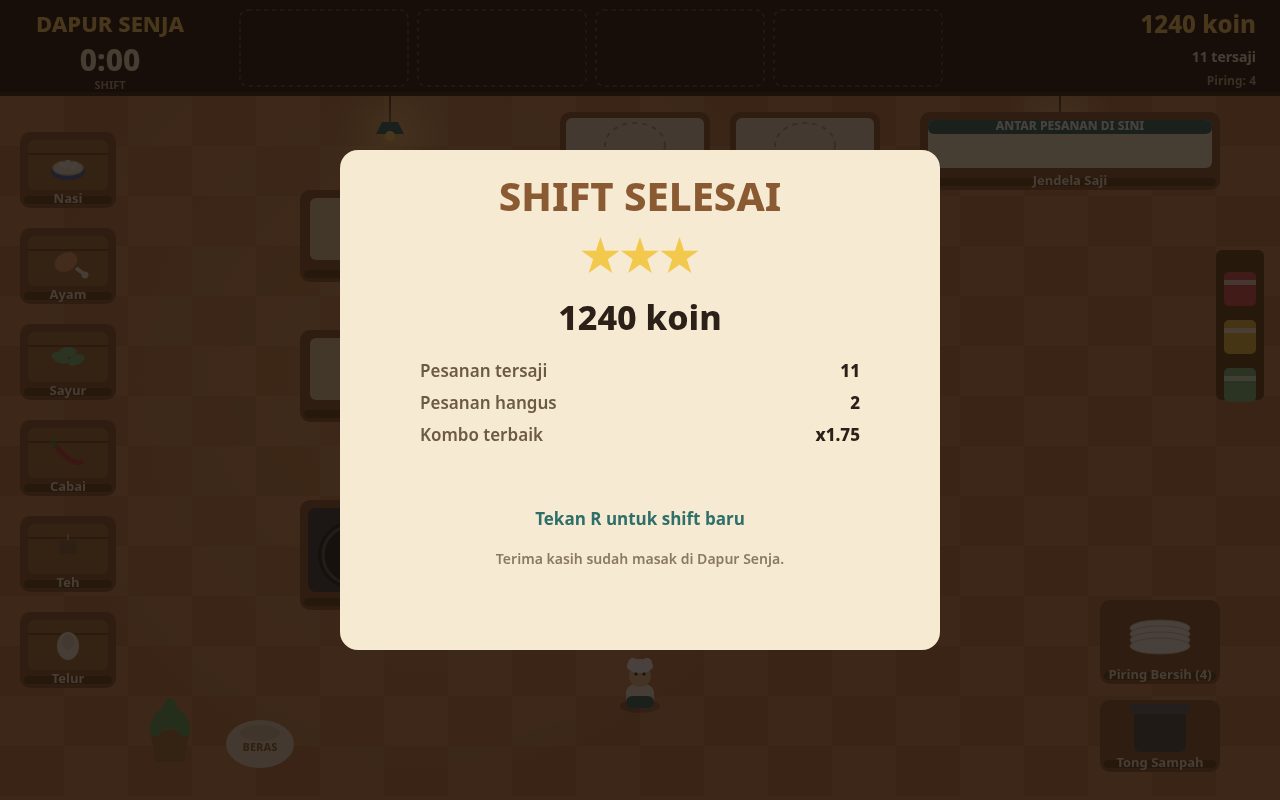 DAPUR SENJA
0:00
SHIFT
1240 koin
11 tersaji
Piring: 4
ANTAR PESANAN DI SINI
Jendela Saji
Nasi
Ayam
Sayur
Cabai
Teh
Telur
BERAS
SHIFT SELESAI
1240 koin
Pesanan tersaji 11
Pesanan hangus 2
Kombo terbaik x1.75
Tekan R untuk shift baru
Terima kasih sudah masak di Dapur Senja.
Piring Bersih (4)
Tong Sampah